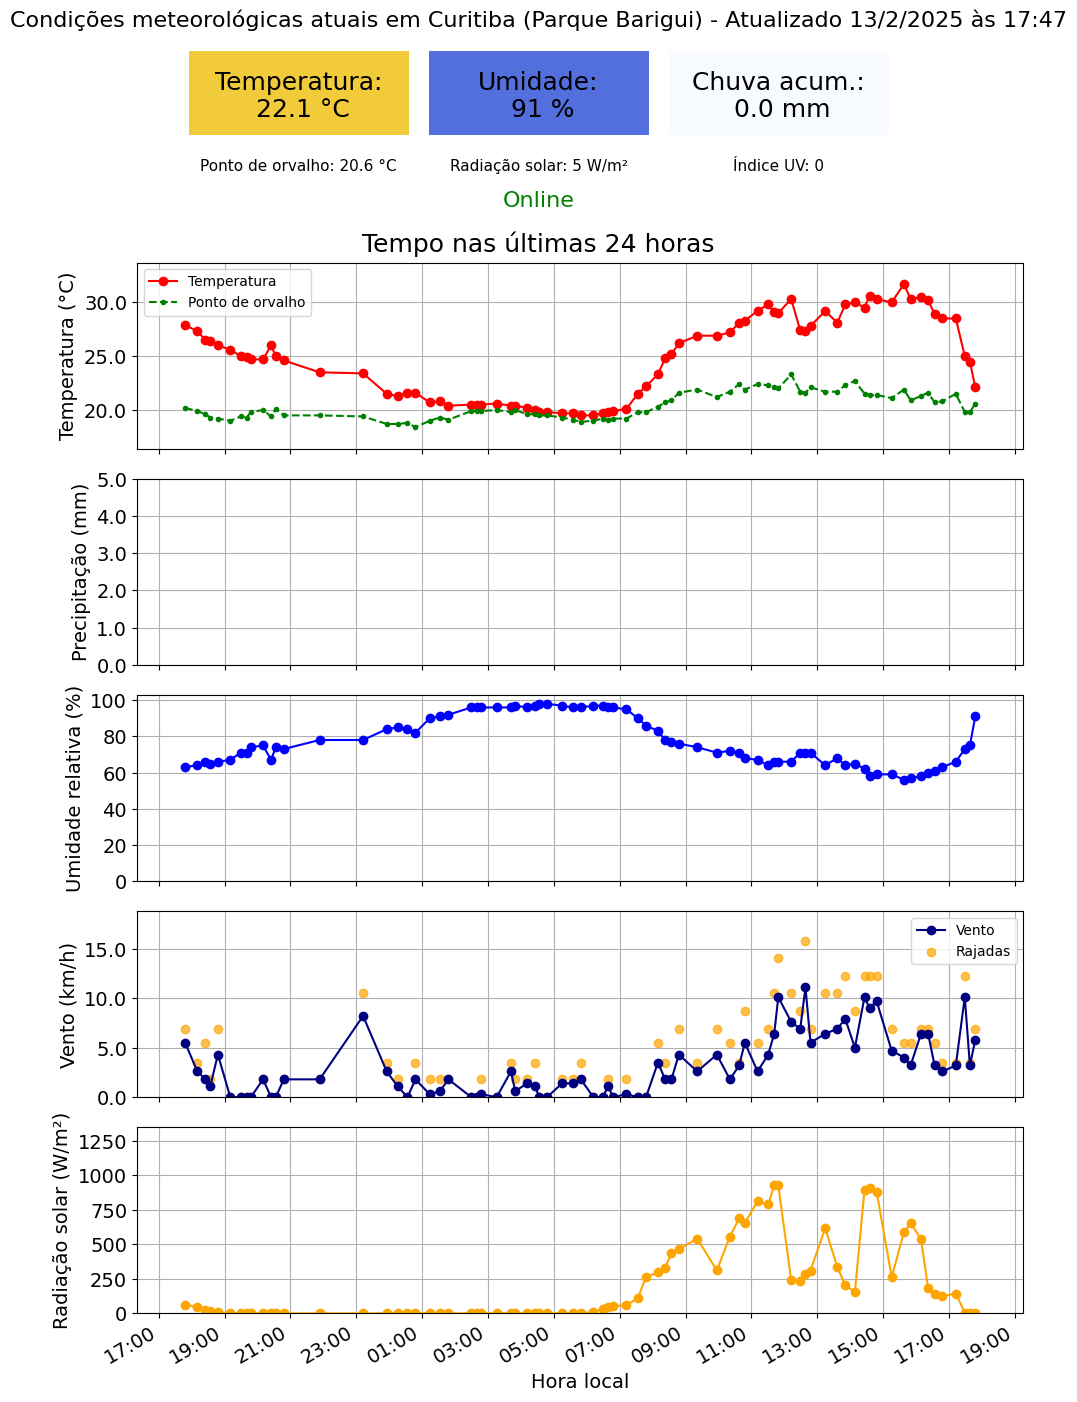 Condições meteorológicas atuais em Curitiba (Parque Barigui) - Atualizado 13/2/2025 às 17:47
Temperatura:
22.1 °C
Umidade:
91 %
Chuva acum.:
0.0 mm
Ponto de orvalho: 20.6 °C
Radiação solar: 5 W/m²
Índice UV: 0
Online
Tempo nas últimas 24 horas
Temperatura (°C)
30.0
25.0
20.0
Temperatura
Ponto de orvalho
Precipitação (mm)
5.0
4.0
3.0
2.0
1.0
0.0
Umidade relativa (%)
100
80
60
40
20
0
Vento (km/h)
15.0
10.0
5.0
0.0
Vento
Rajadas
Radiação solar (W/m²)
1250
1000
750
500
250
0
17:00
19:00
21:00
23:00
01:00
03:00
05:00
07:00
09:00
11:00
13:00
15:00
17:00
19:00
Hora local